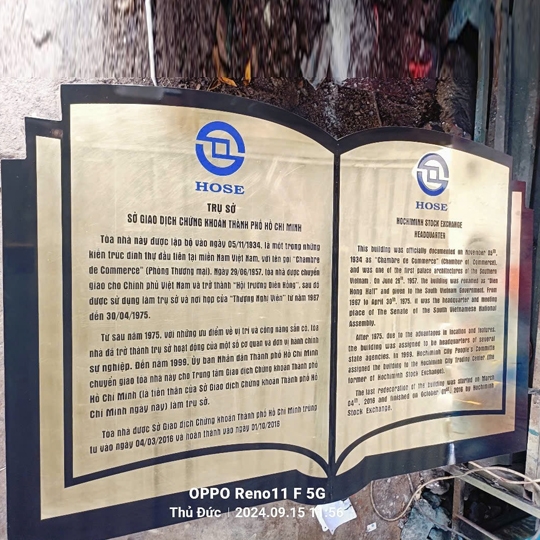 HOSE
TRỤ SỞ
SỞ GIAO DỊCH CHỨNG KHOÁN THÀNH PHỐ HỒ CHÍ MINH
Tòa nhà này được lập bộ vào ngày 05/11/1934, là một trong những
kiến trúc dinh thự đầu tiên tại miền Nam Việt Nam, với tên gọi "Chambre
de Commerce" (Phòng Thương mại). Ngày 29/06/1957, tòa nhà được chuyển
giao cho Chính phủ Việt Nam và trở thành "Hội trường Diên Hồng", sau đó
được sử dụng làm trụ sở và nơi họp của "Thượng Nghị Viện" từ năm 1967
đến 30/04/1975.
Từ sau năm 1975, với những ưu điểm về vị trí và công năng sẵn có, tòa
nhà đã trở thành trụ sở hoạt động của một số cơ quan và đơn vị hành chính
sự nghiệp. Đến năm 1999, Ủy ban Nhân dân Thành phố Hồ Chí Minh
chuyển giao tòa nhà này cho Trung tâm Giao dịch Chứng khoán Thành phố
Hồ Chí Minh (là tiền thân của Sở Giao dịch Chứng khoán Thành phố Hồ
Chí Minh ngày nay) làm trụ sở.
Tòa nhà được Sở Giao dịch Chứng khoán Thành phố Hồ Chí Minh trùng
tu vào ngày 04/03/2016 và hoàn thành vào ngày 01/10/2016
HOSE
HOCHIMINH STOCK EXCHANGE
HEADQUARTER
This building was officially documented on November 05th,
1934 as "Chambre de Commerce" (Chamber of Commerce),
and was one of the first palace architectures of the Southern
Vietnam. On June 29th, 1957, the building was renamed as "Dien
Hong Hall" and given to the South Vietnam Government. From
1967 to April 30th, 1975, it was the headquarter and meeting
place of The Senate of The South Vietnamese National
Assembly.
After 1975, due to the advantages in location and features,
the building was assigned to be headquarters of several
state agencies. In 1999, Hochiminh City People's Committee
assigned the building to the Hochiminh City Trading Center (the
former of Hochiminh Stock Exchange).
The last redecoration of the building was started on March
04th, 2016 and finished on October 01st, 2016 by Hochiminh
Stock Exchange.
OPPO Reno11 F 5G
Thủ Đức | 2024.09.15 11:56